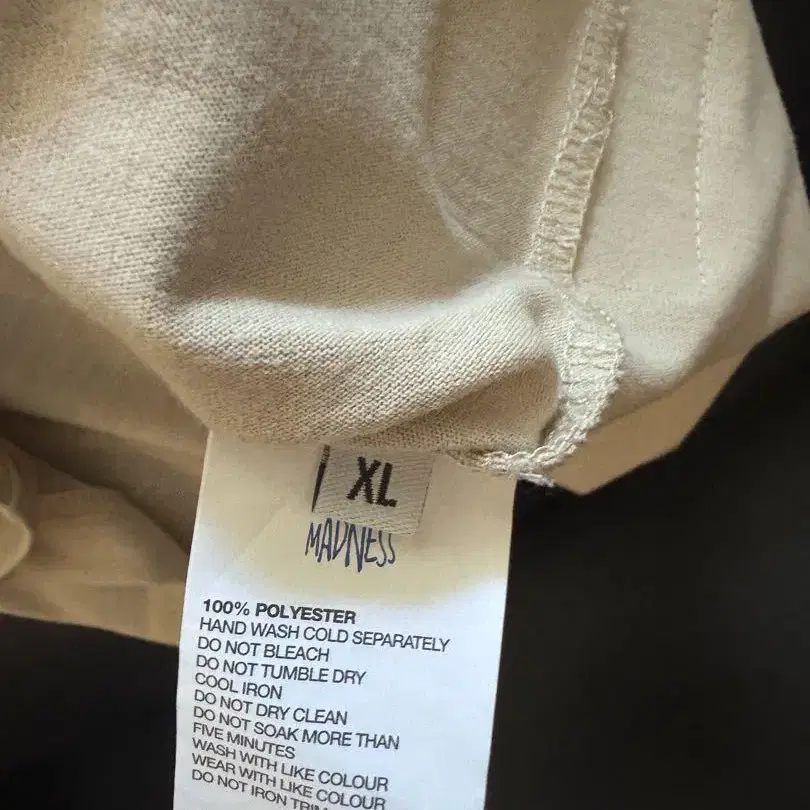 XL
MADNESS
100% POLYESTER
HAND WASH COLD SEPARATELY
DO NOT BLEACH
DO NOT TUMBLE DRY
COOL IRON
DO NOT DRY CLEAN
DO NOT SOAK MORE THAN
FIVE MINUTES
WASH WITH LIKE COLOUR
WEAR WITH LIKE COLOUR
DO NOT IRON TRIM